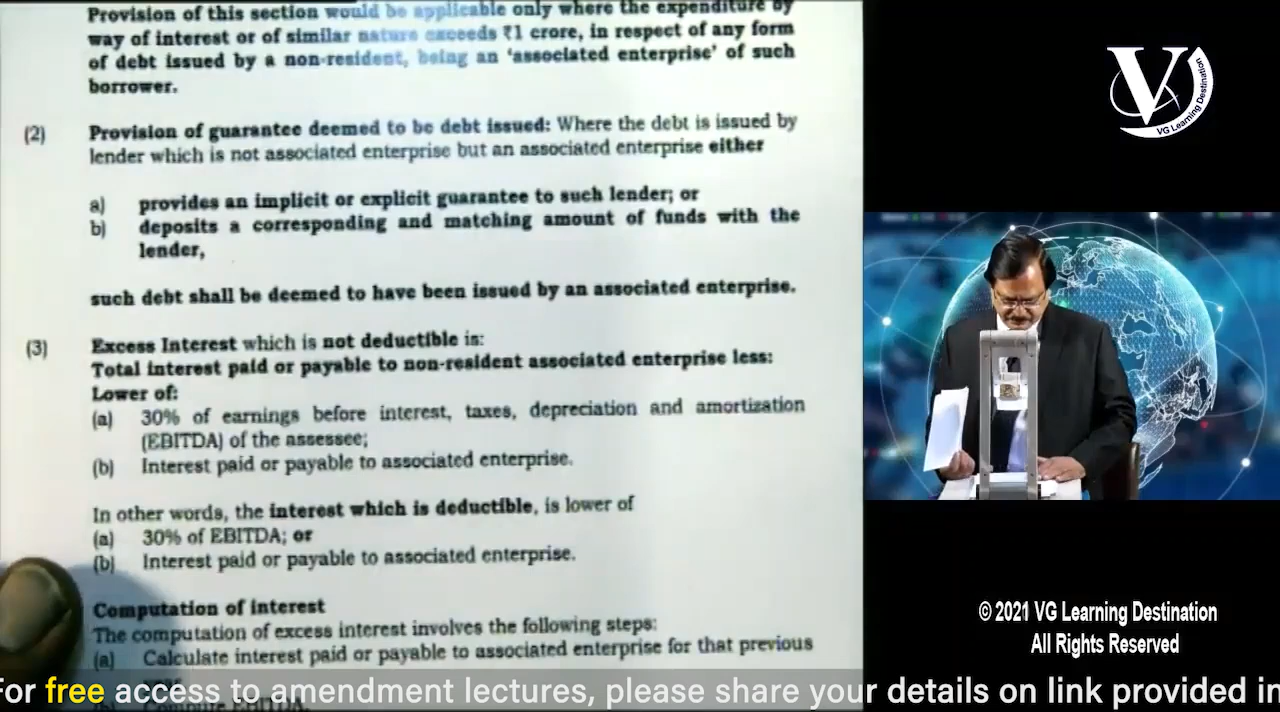 Provision of this section would be applicable only where the expenditure by
way of interest or of similar nature exceeds ₹1 crore, in respect of any form
of debt issued by a non-resident, being an ‘associated enterprise’ of such
borrower.
(2) Provision of guarantee deemed to be debt issued: Where the debt is issued by
lender which is not associated enterprise but an associated enterprise either
a) provides an implicit or explicit guarantee to such lender; or
b) deposits a corresponding and matching amount of funds with the
lender,
such debt shall be deemed to have been issued by an associated enterprise.
(3) Excess Interest which is not deductible is:
Total interest paid or payable to non-resident associated enterprise less:
Lower of:
(a) 30% of earnings before interest, taxes, depreciation and amortization
(EBITDA) of the assessee;
(b) Interest paid or payable to associated enterprise.
In other words, the interest which is deductible, is lower of
(a) 30% of EBITDA; or
(b) Interest paid or payable to associated enterprise.
Computation of interest
The computation of excess interest involves the following steps:
(a) Calculate interest paid or payable to associated enterprise for that previous
For free access to amendment lectures, please share your details on link provided in
V
VG Learning Destination
© 2021 VG Learning Destination
All Rights Reserved